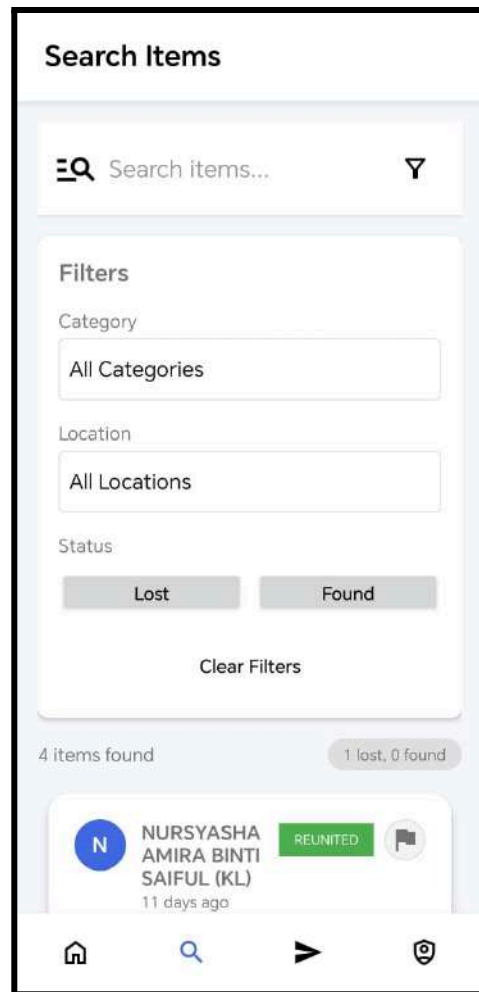 Search Items
Search items...
Filters
Category
All Categories
Location
All Locations
Status
Lost Found
Clear Filters
4 items found 1 lost, 0 found
N NURSYASHA REUNITED
AMIRA BINTI
SAIFUL (KL)
11 days ago